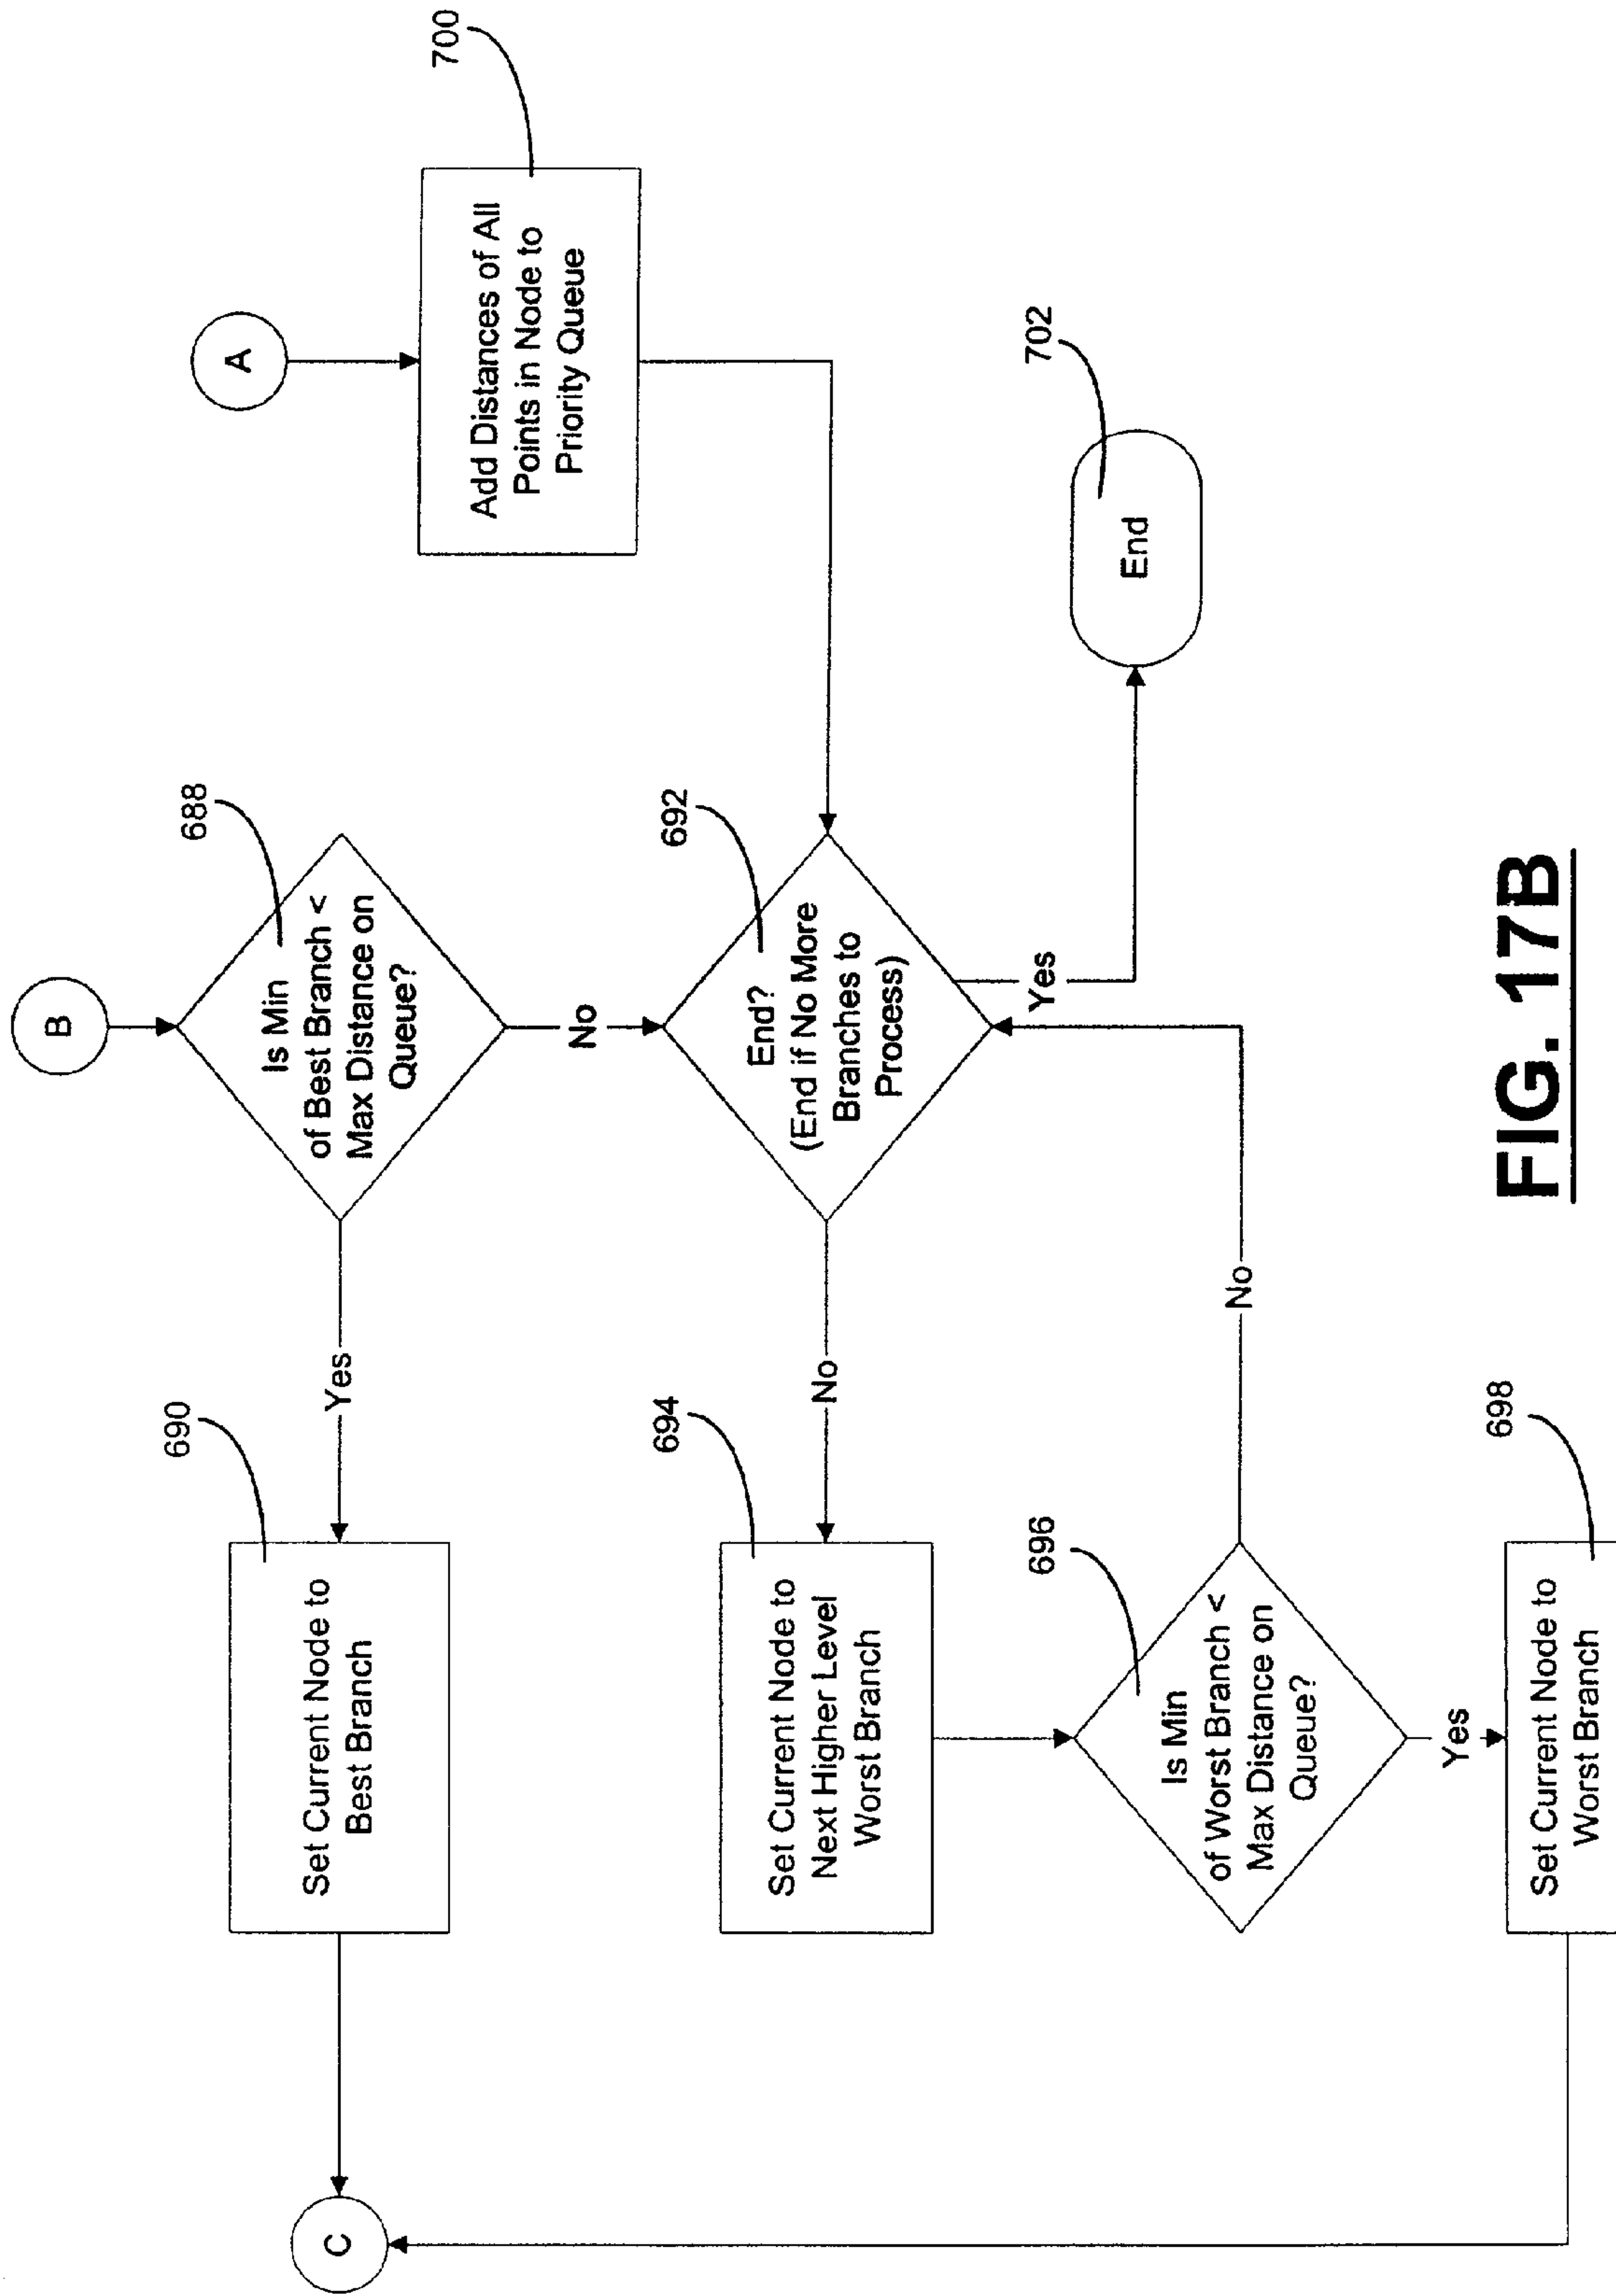 B
A
C
688
Is Min
of Best Branch <
Max Distance on
Queue?
Yes
690
Set Current Node to
Best Branch
700
Add Distances of All
Points in Node to
Priority Queue
No
692
End?
(End if No More
Branches to
Process)
No
694
Set Current Node to
Next Higher Level
Worst Branch
Yes
702
End
696
Is Min
of Worst Branch <
Max Distance on
Queue?
No
Yes
698
Set Current Node to
Worst Branch
FIG. 17B